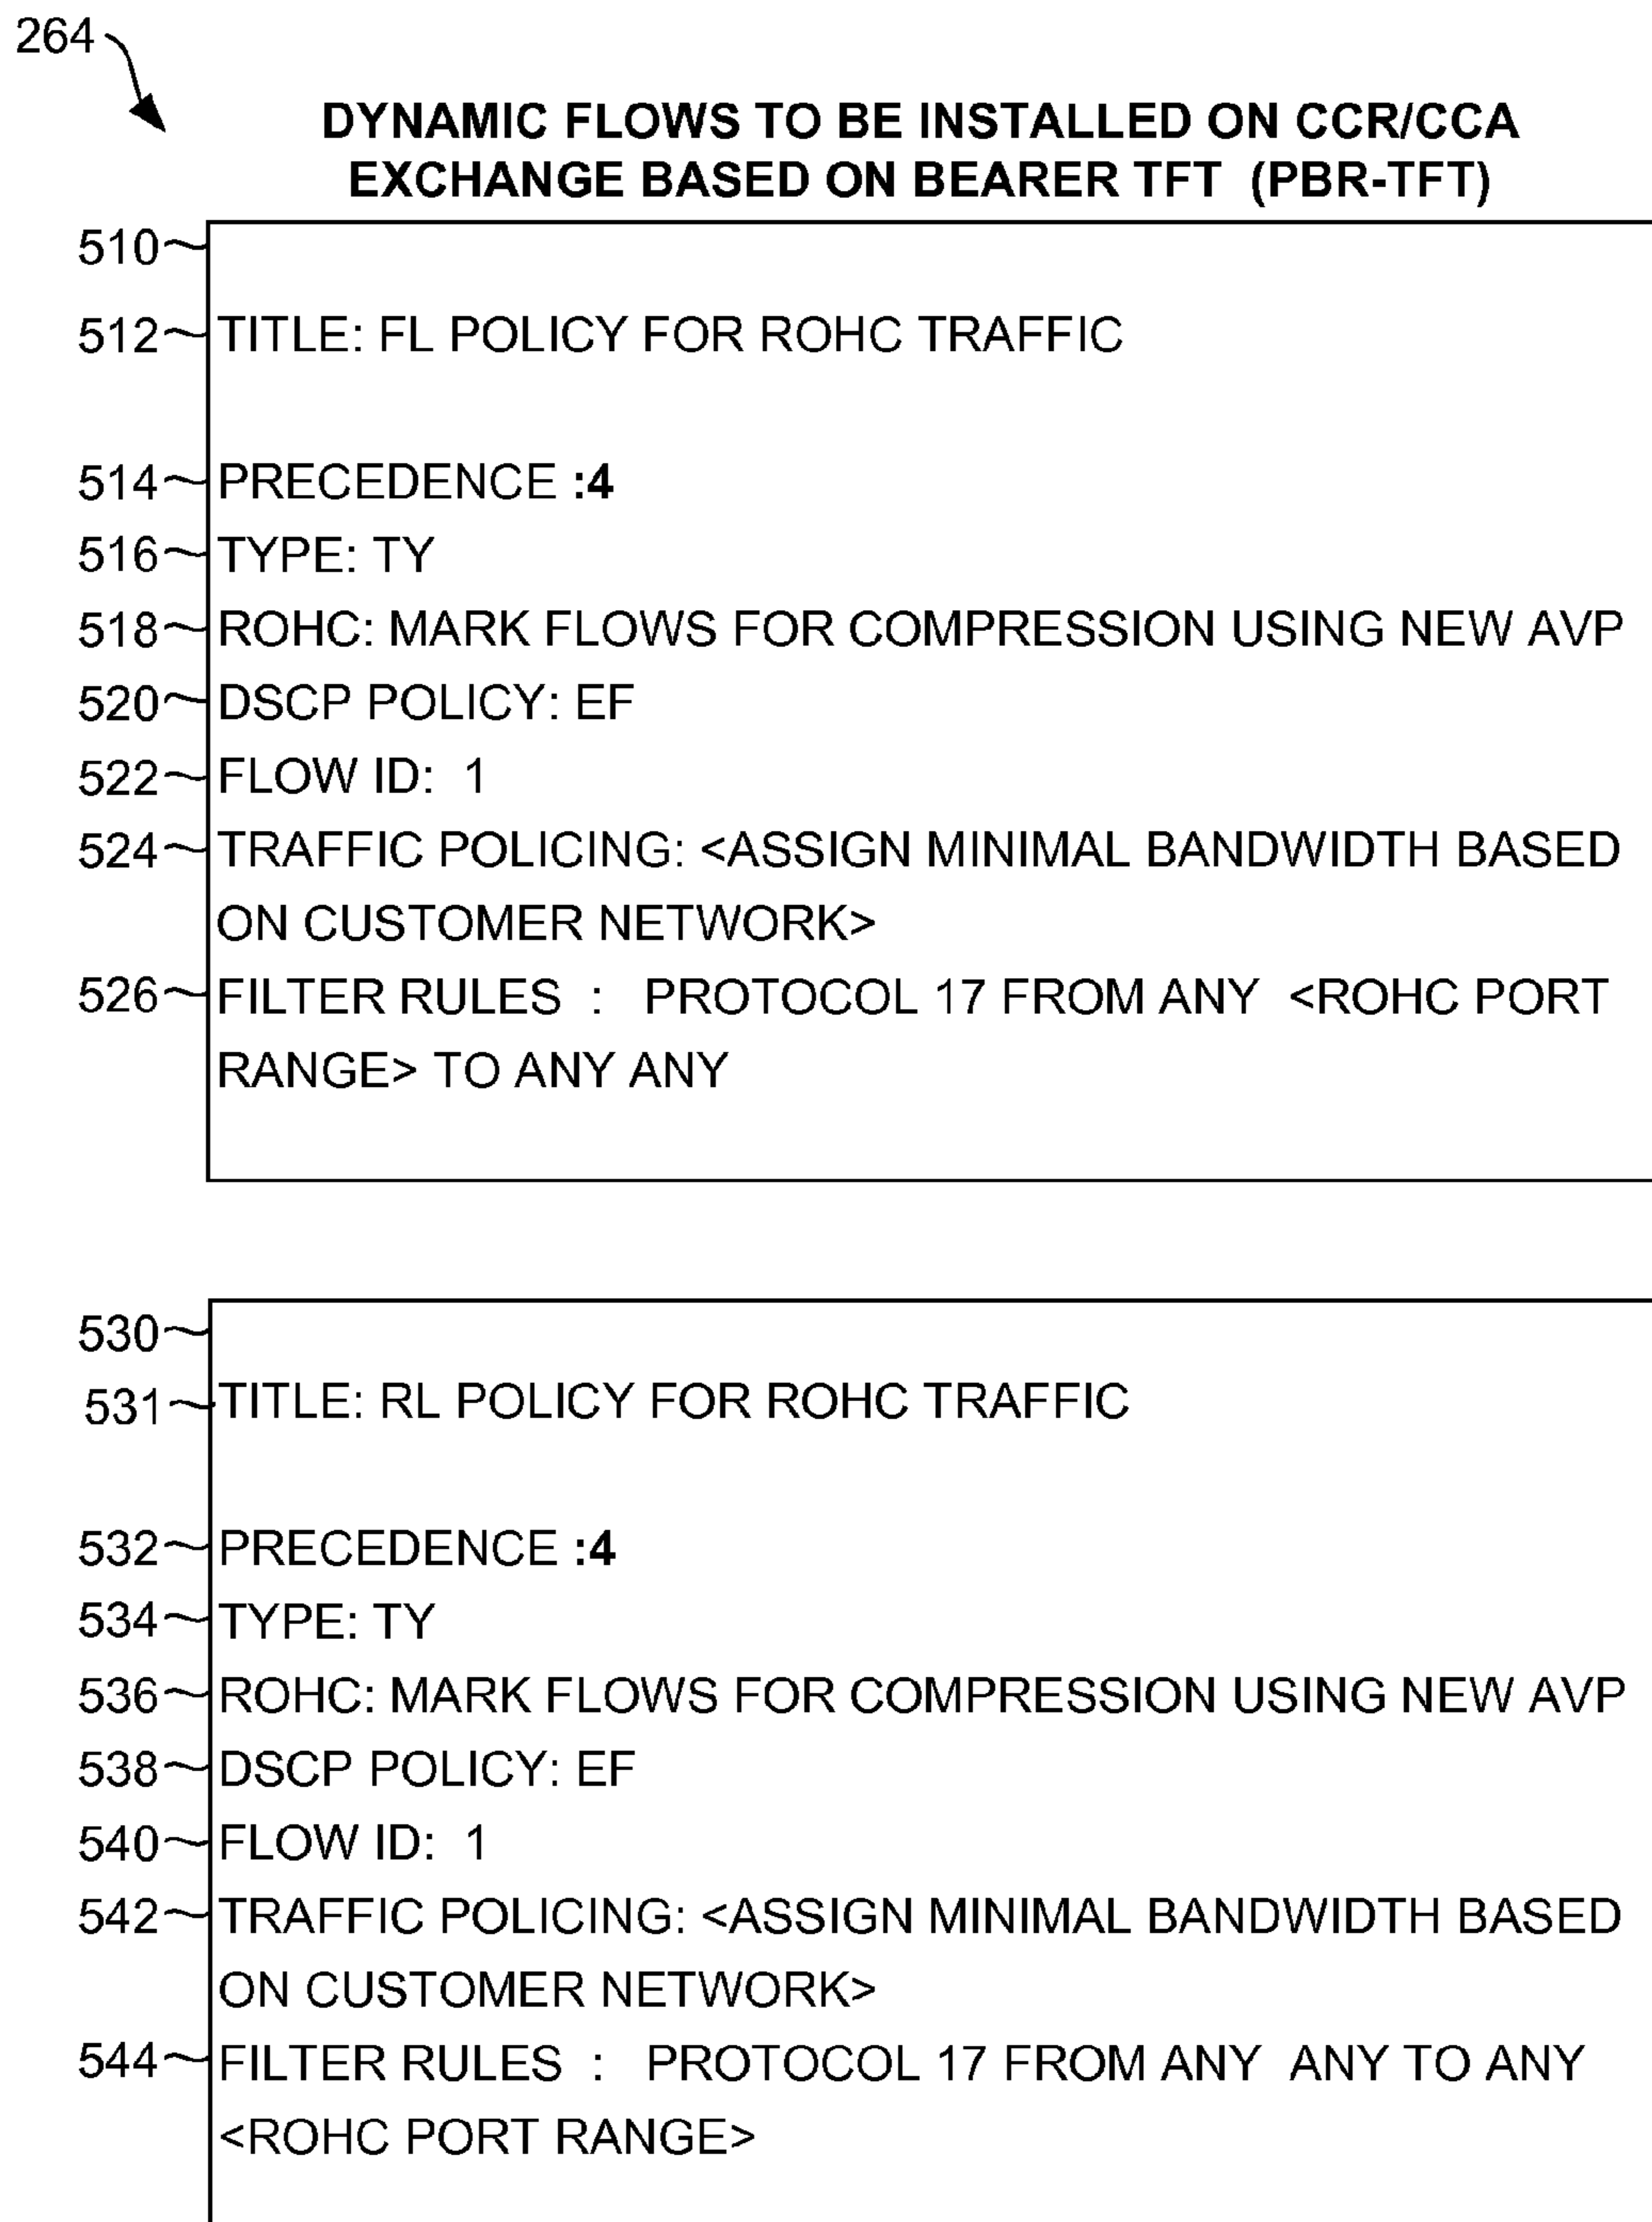 264
DYNAMIC FLOWS TO BE INSTALLED ON CCR/CCA
EXCHANGE BASED ON BEARER TFT (PBR-TFT)
510
512 TITLE: FL POLICY FOR ROHC TRAFFIC
514 PRECEDENCE :4
516 TYPE: TY
518 ROHC: MARK FLOWS FOR COMPRESSION USING NEW AVP
520 DSCP POLICY: EF
522 FLOW ID: 1
524 TRAFFIC POLICING: <ASSIGN MINIMAL BANDWIDTH BASED
ON CUSTOMER NETWORK>
526 FILTER RULES : PROTOCOL 17 FROM ANY <ROHC PORT
RANGE> TO ANY ANY
530
531 TITLE: RL POLICY FOR ROHC TRAFFIC
532 PRECEDENCE :4
534 TYPE: TY
536 ROHC: MARK FLOWS FOR COMPRESSION USING NEW AVP
538 DSCP POLICY: EF
540 FLOW ID: 1
542 TRAFFIC POLICING: <ASSIGN MINIMAL BANDWIDTH BASED
ON CUSTOMER NETWORK>
544 FILTER RULES : PROTOCOL 17 FROM ANY ANY TO ANY
<ROHC PORT RANGE>